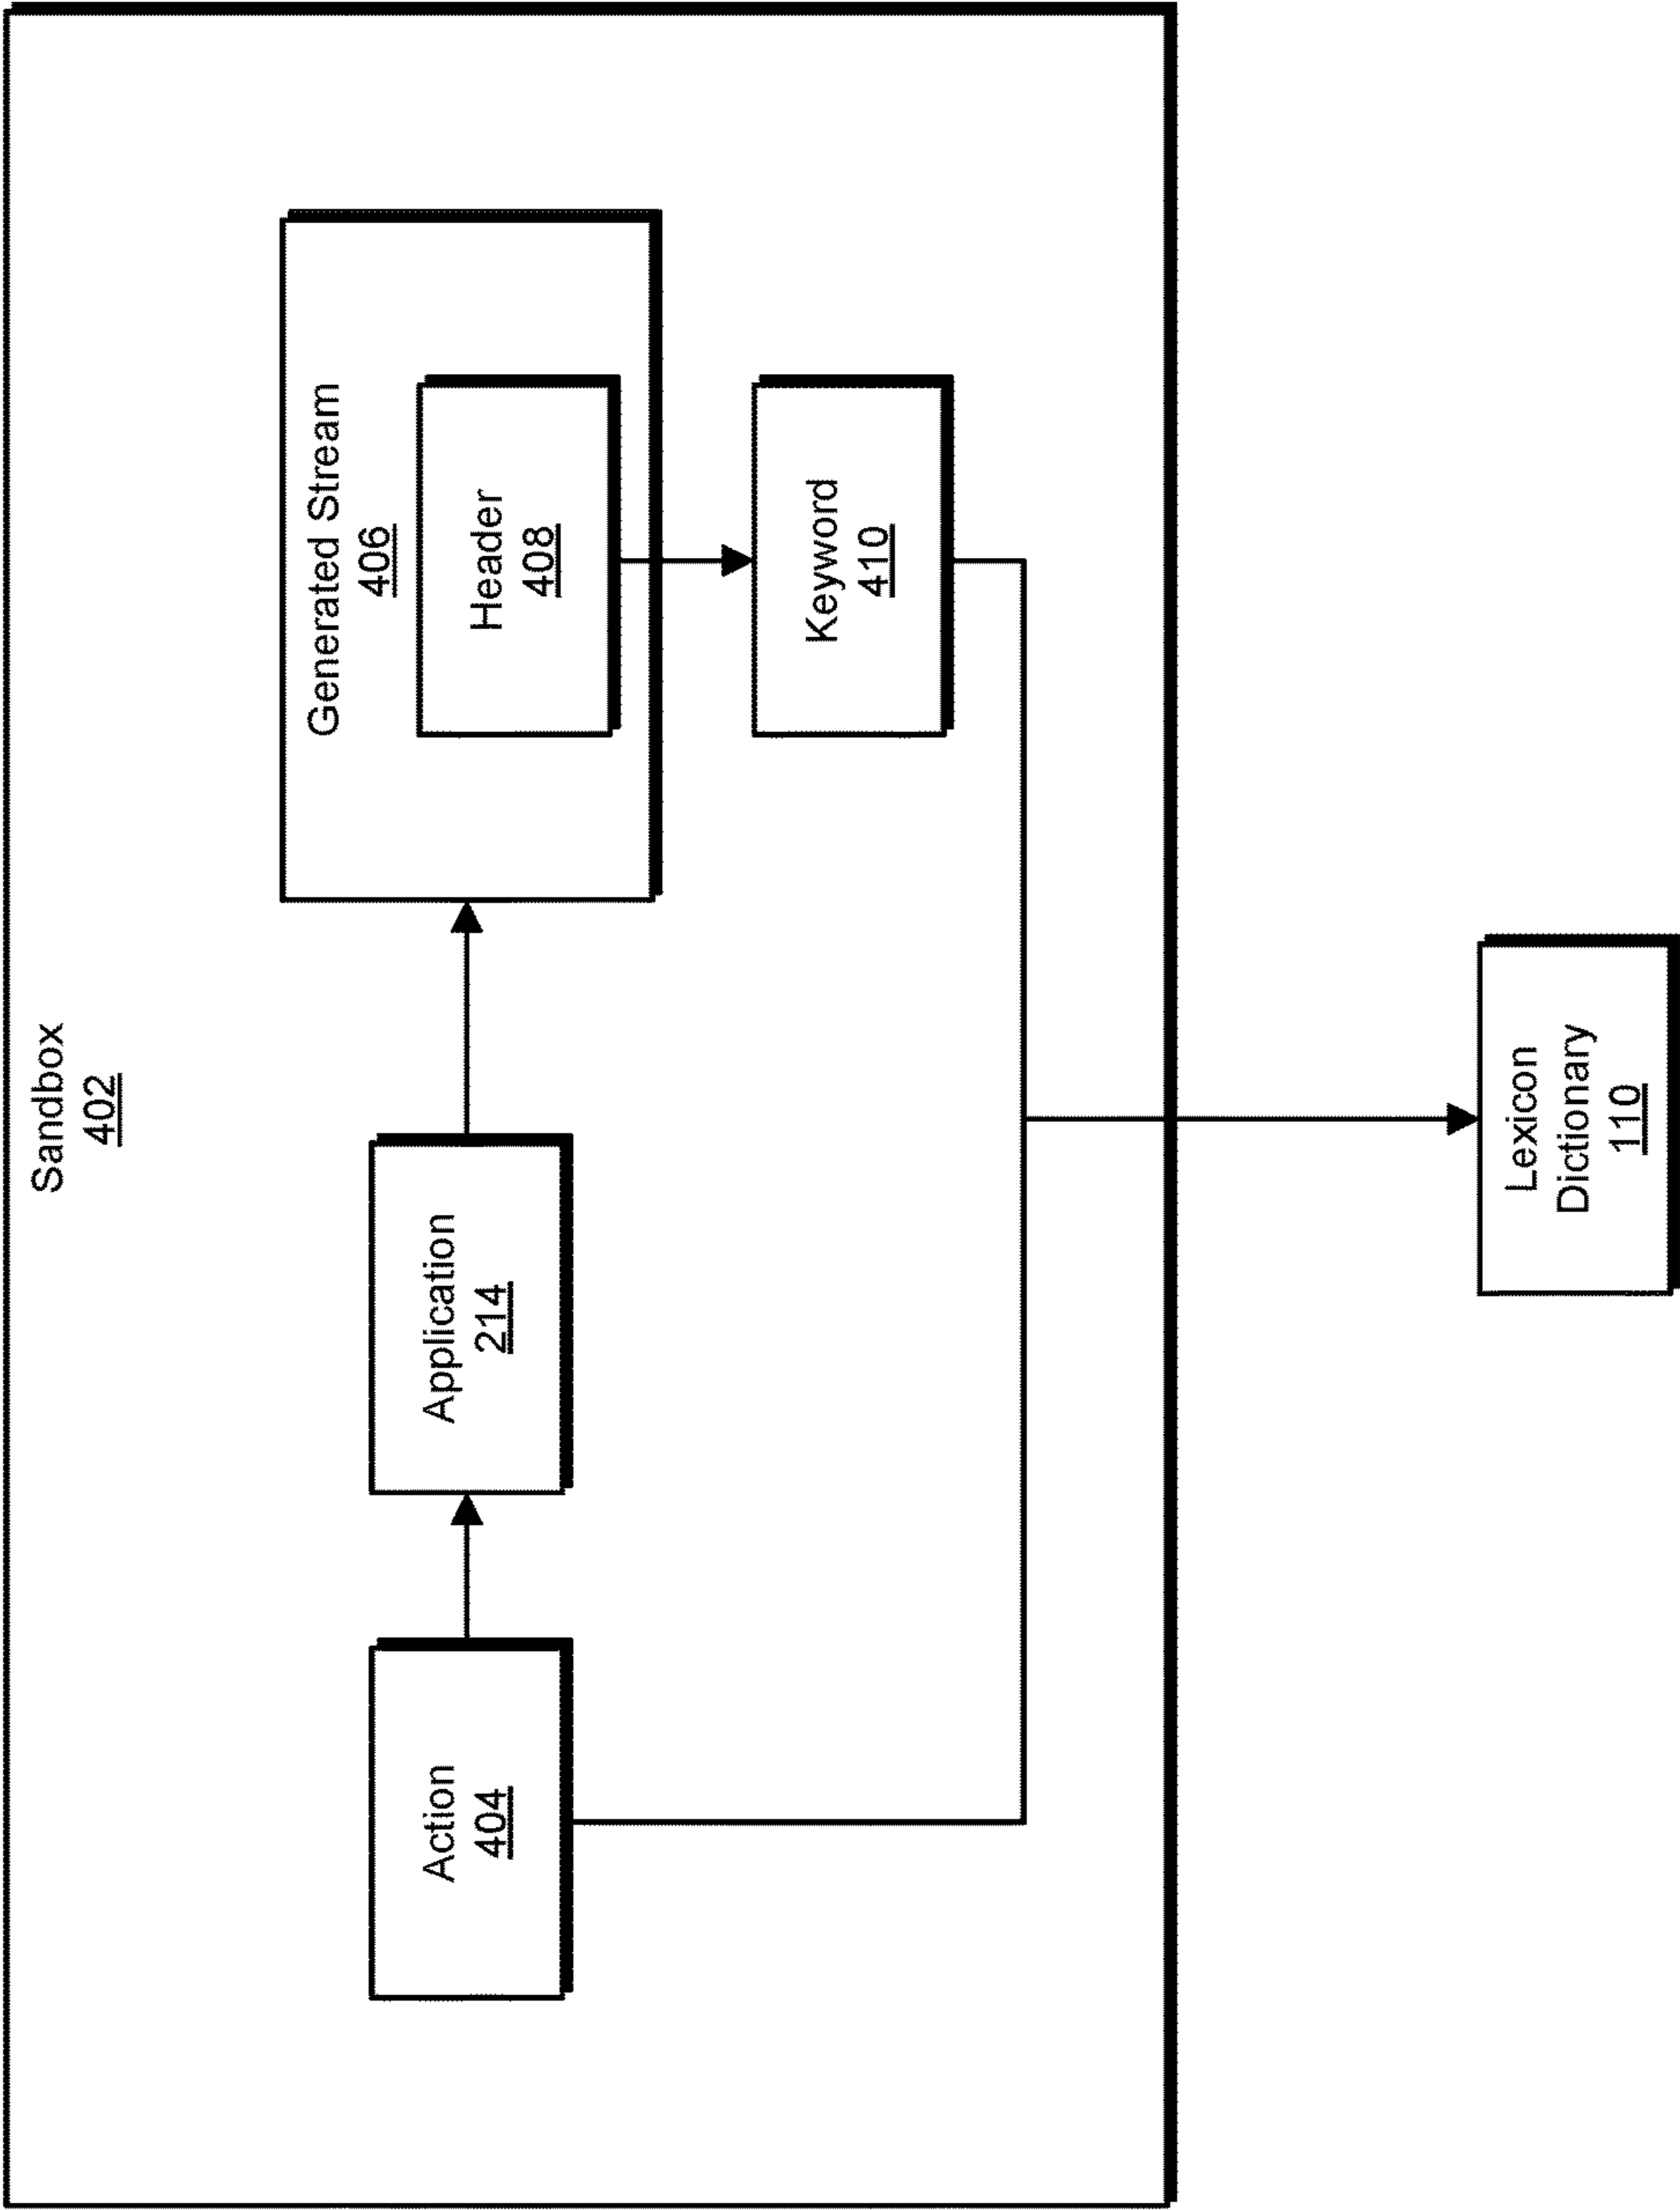 Sandbox
402
Action
404
Application
214
Generated Stream
406
Header
408
Keyword
410
Lexicon
Dictionary
110